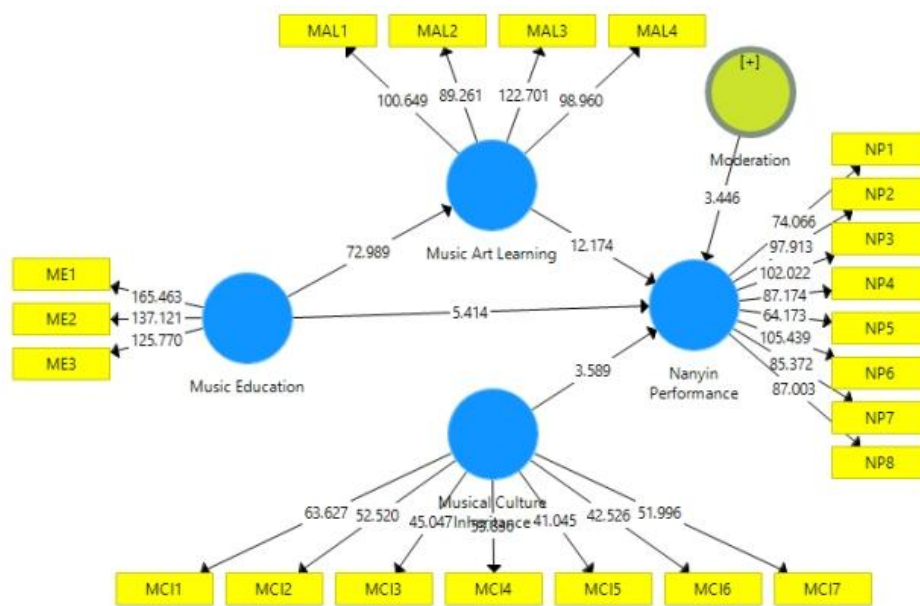 MAL1
MAL2
MAL3
MAL4
[+]
100.649
89.261
122.701
98.960
Moderation
NP1
NP2
NP3
NP4
NP5
NP6
NP7
NP8
3.446
74.066
97.913
102.022
87.174
64.173
105.439
85.372
87.003
Music Art Learning
72.989
12.174
ME1
ME2
ME3
165.463
137.121
125.770
5.414
Music Education
Nanyin
Performance
3.589
Musical Culture
Inheritance
63.627
52.520
45.047
41.045
42.526
51.996
MCI1
MCI2
MCI3
MCI4
MCI5
MCI6
MCI7